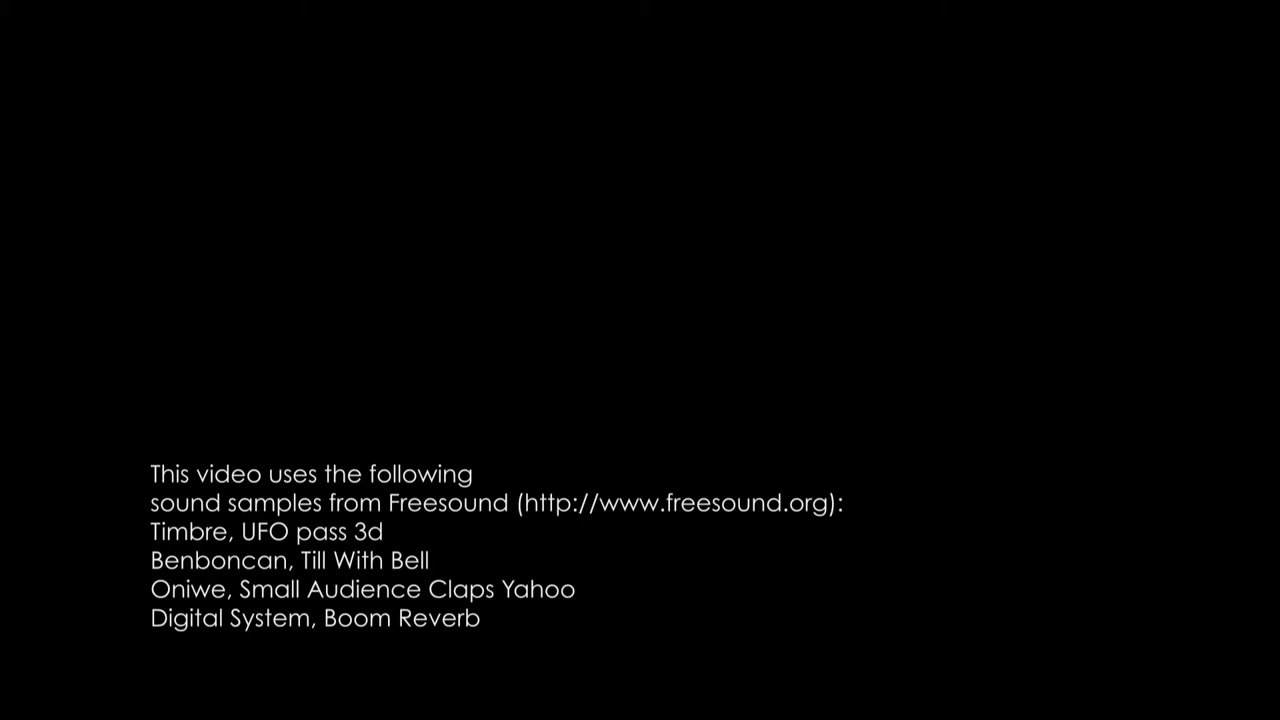 This video uses the following
sound samples from Freesound (http://www.freesound.org):
Timbre, UFO pass 3d
Benboncan, Till With Bell
Oniwe, Small Audience Claps Yahoo
Digital System, Boom Reverb